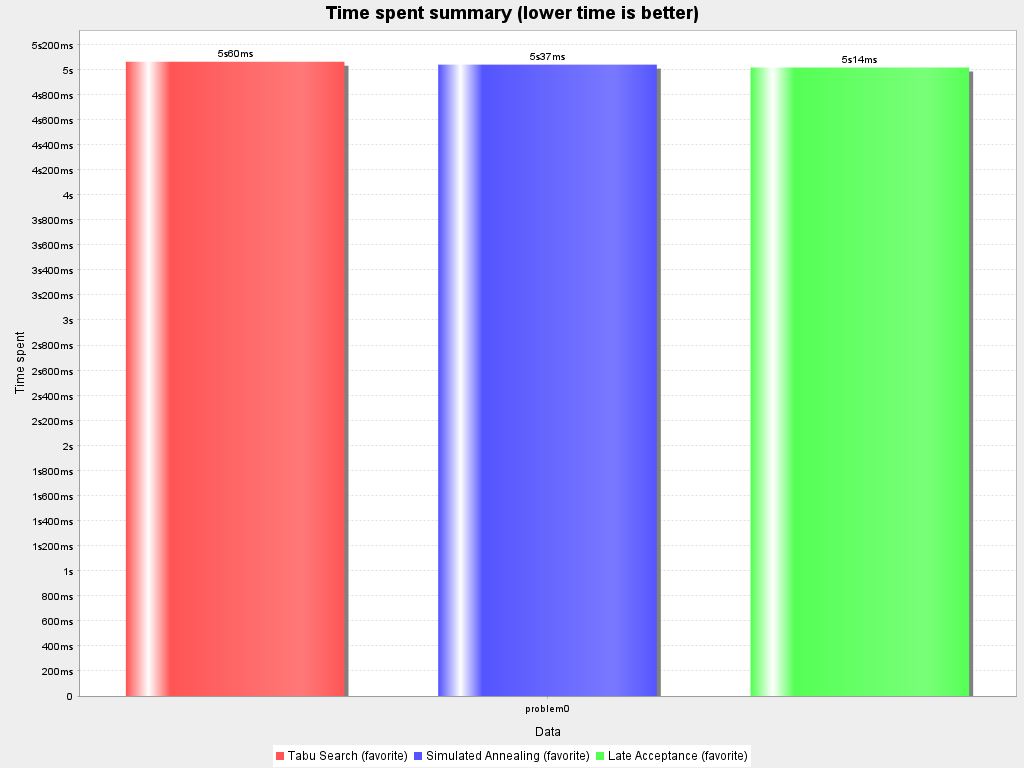 Time spent summary (lower time is better)
5s60ms
5s37ms
5s14ms
5s200ms
5s
4s800ms
4s600ms
4s400ms
4s200ms
4s
3s800ms
3s600ms
3s400ms
3s200ms
3s
2s800ms
2s600ms
2s400ms
2s200ms
2s
1s800ms
1s600ms
1s400ms
1s200ms
1s
800ms
600ms
400ms
200ms
0
Time spent
problem0
Data
Tabu Search (favorite) Simulated Annealing (favorite) Late Acceptance (favorite)